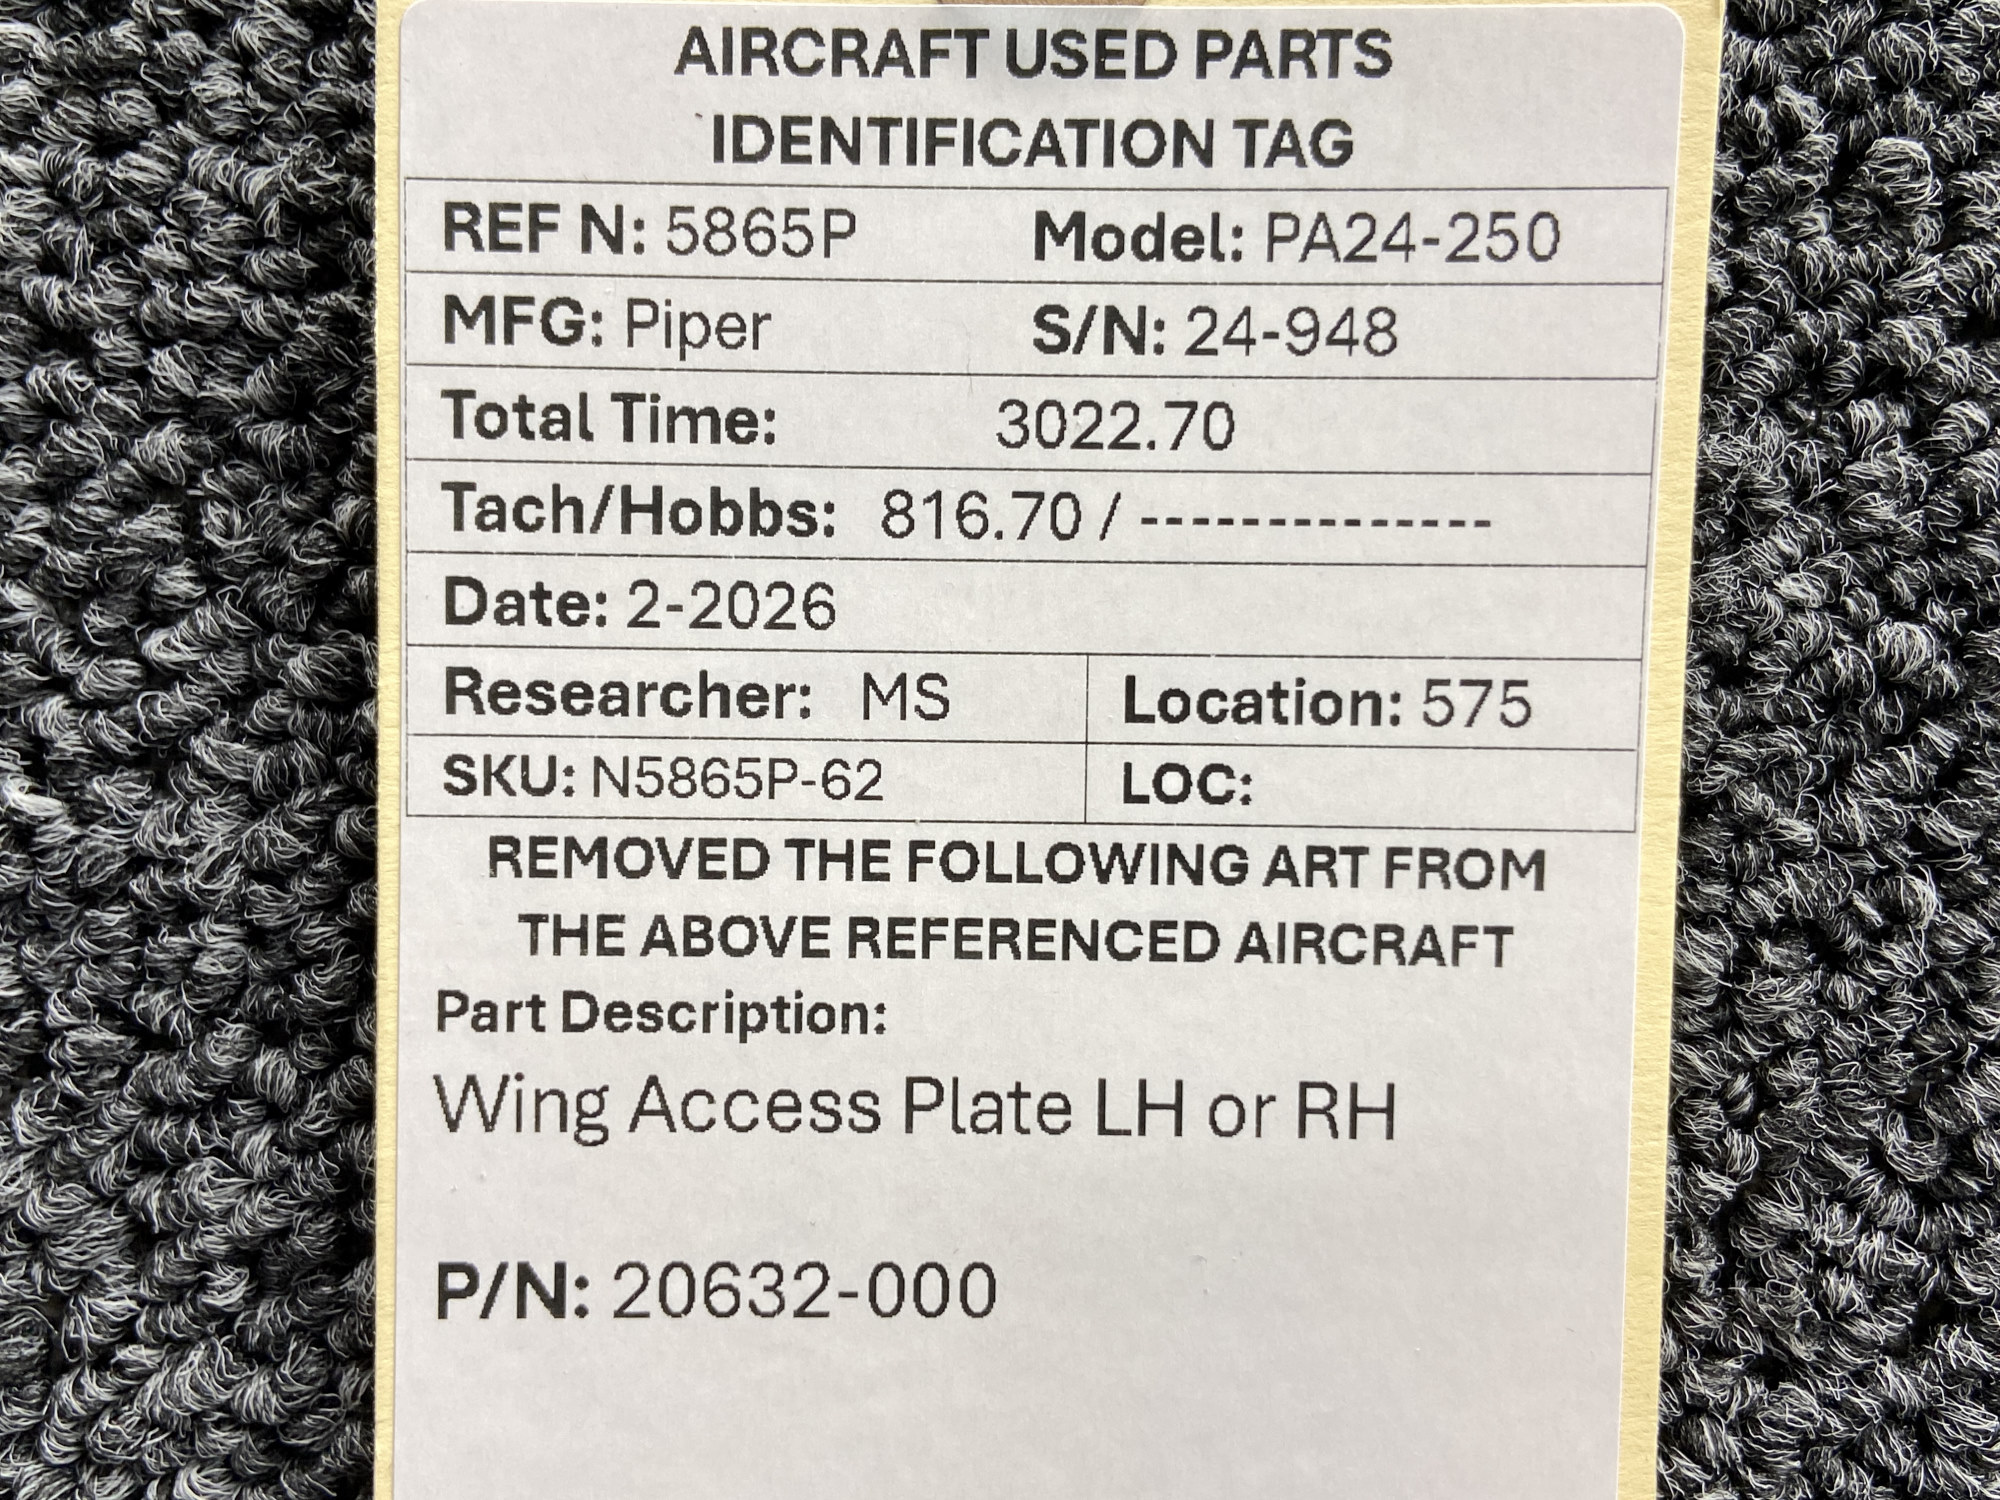 AIRCRAFT USED PARTS
IDENTIFICATION TAG
REF N: 5865P Model: PA24-250
MFG: Piper S/N: 24-948
Total Time: 3022.70
Tach/Hobbs: 816.70 / --------------
Date: 2-2026
Researcher: MS Location: 575
SKU: N5865P-62 LOC:
REMOVED THE FOLLOWING ART FROM
THE ABOVE REFERENCED AIRCRAFT
Part Description:
Wing Access Plate LH or RH
P/N: 20632-000